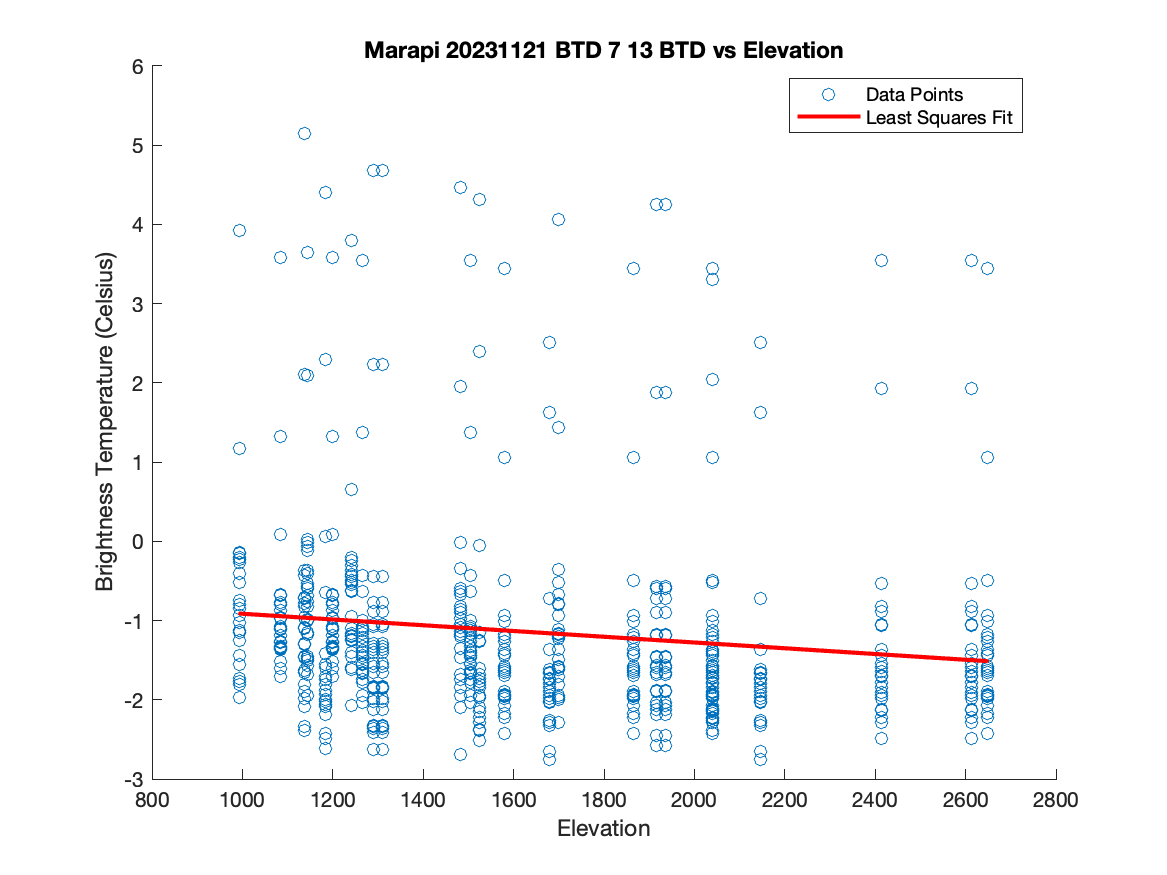 Marapi 20231121 BTD 7 13 BTD vs Elevation
Data Points
Least Squares Fit
6
5
4
3
2
1
0
-1
-2
-3
Brightness Temperature (Celsius)
800 1000 1200 1400 1600 1800 2000 2200 2400 2600 2800
Elevation